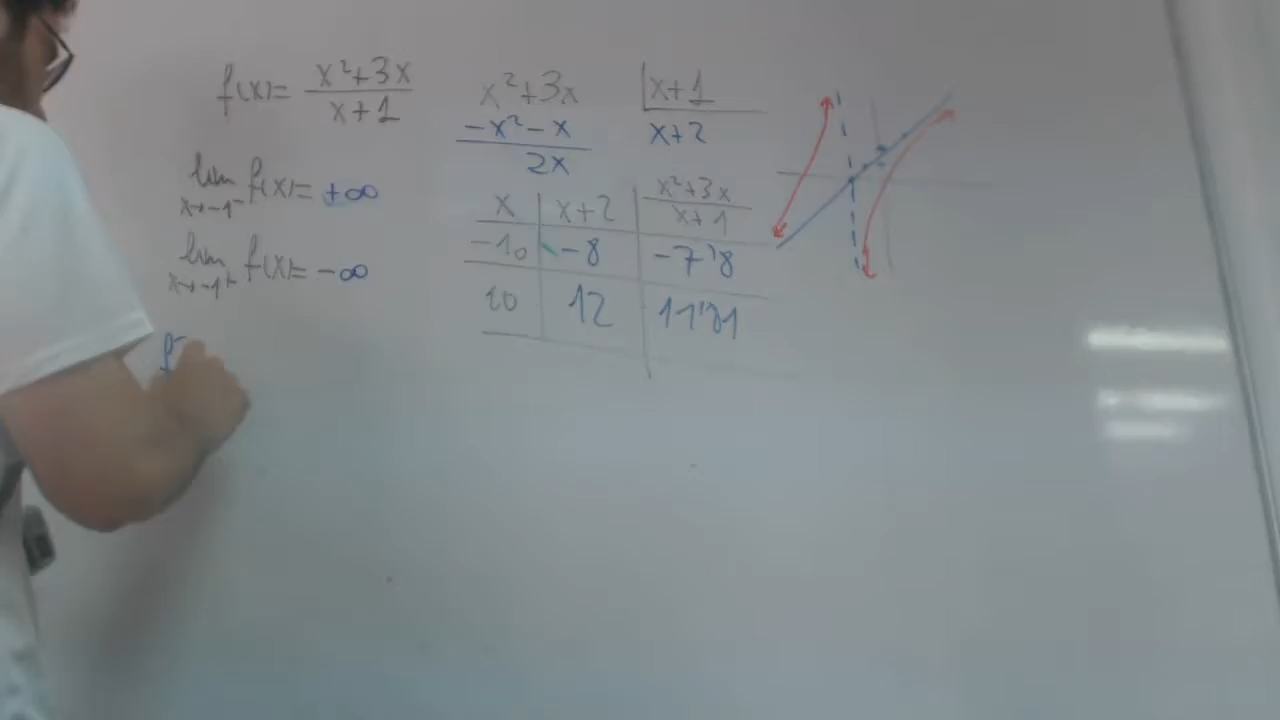 f(x)= x²+3x / x+1
lim x→-1⁻ f(x)= +∞
lim x→-1⁺ f(x)= -∞
f
x²+3x | x+1
-x²-x x+2
2x
x | x+2 | x²+3x / x+1
-10 | -8 | -7'8
10 | 12 | 11'81